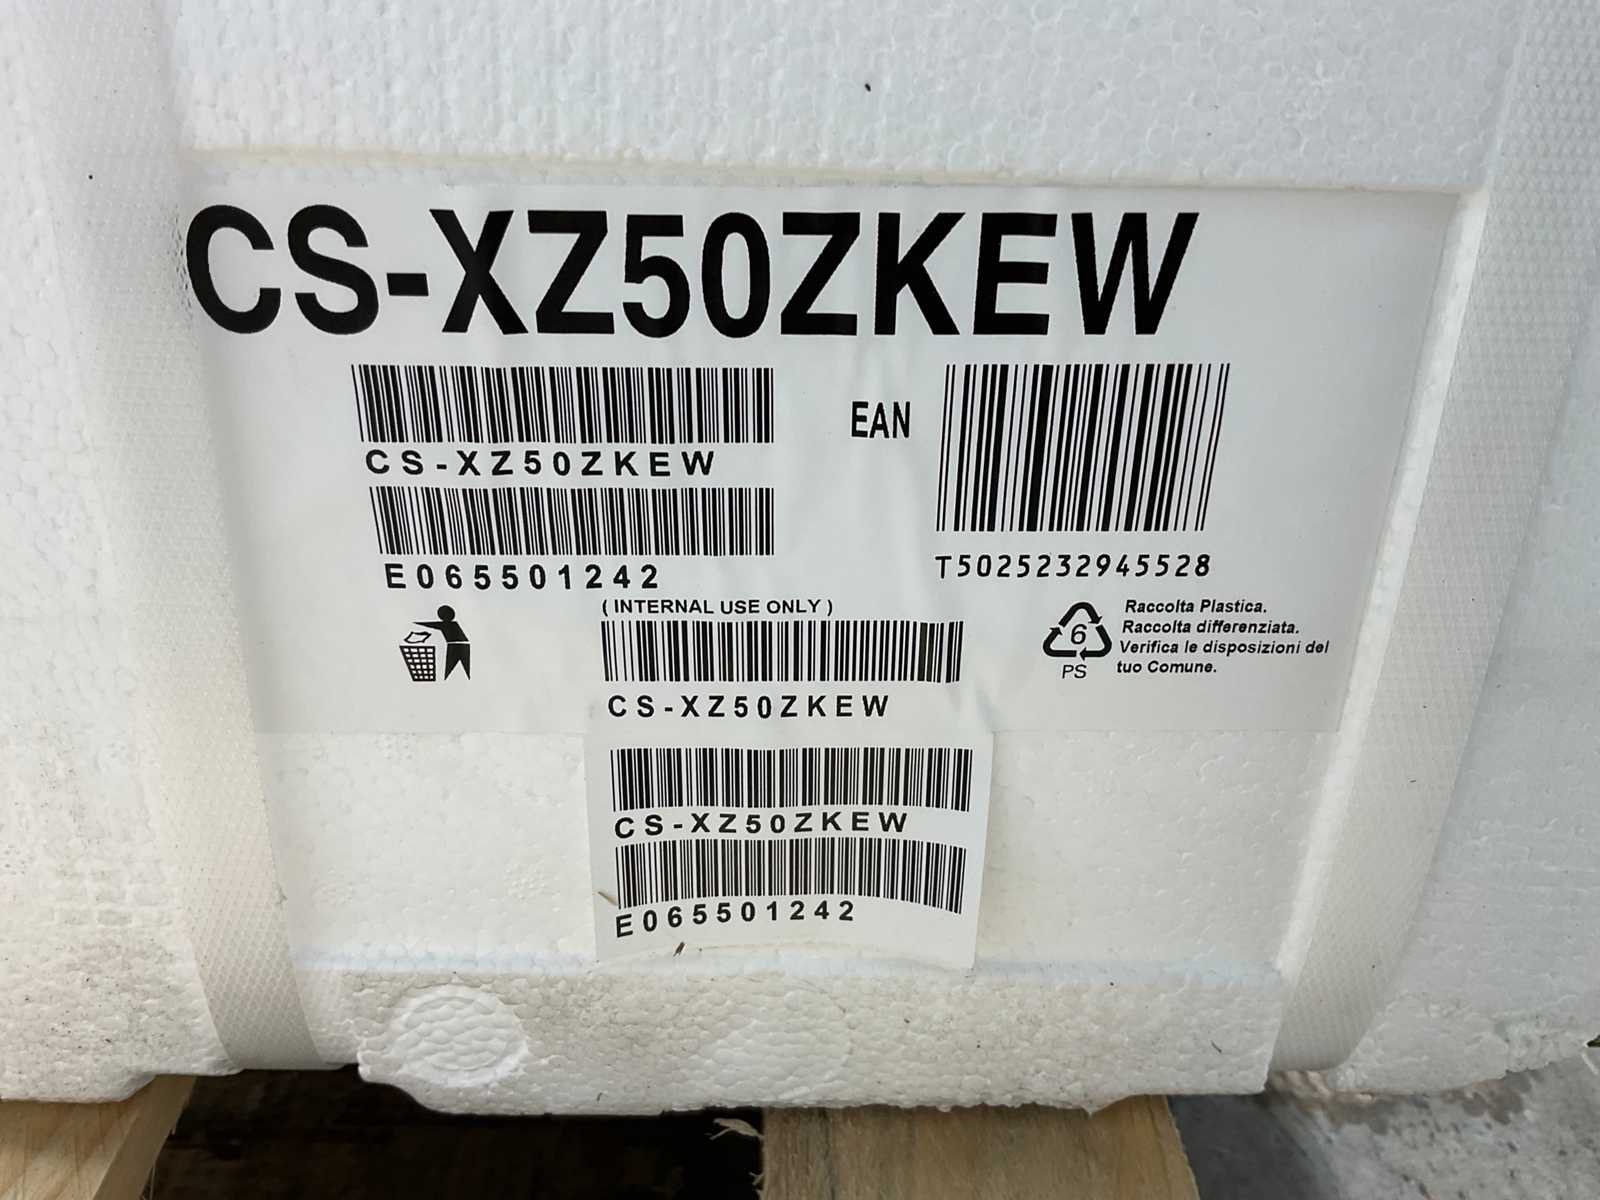 CS-XZ50ZKEW
CS-XZ50ZKEW
EAN
E065501242
T5025232945528
(INTERNAL USE ONLY)
CS-XZ50ZKEW
6
PS
Raccolta Plastica.
Raccolta differenziata.
Verifica le disposizioni del
tuo Comune.
CS-XZ50ZKEW
E065501242